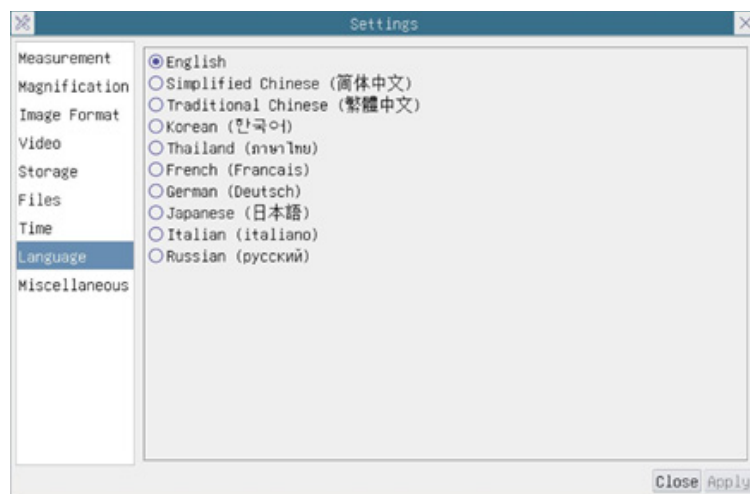 Settings
Measurement
Magnification
Image Format
Video
Storage
Files
Time
Language
Miscellaneous
English
Simplified Chinese (简体中文)
Traditional Chinese (繁體中文)
Korean (한국어)
Thailand (ภาษาไทย)
French (Francais)
German (Deutsch)
Japanese (日本語)
Italian (italiano)
Russian (русский)
Close Apply